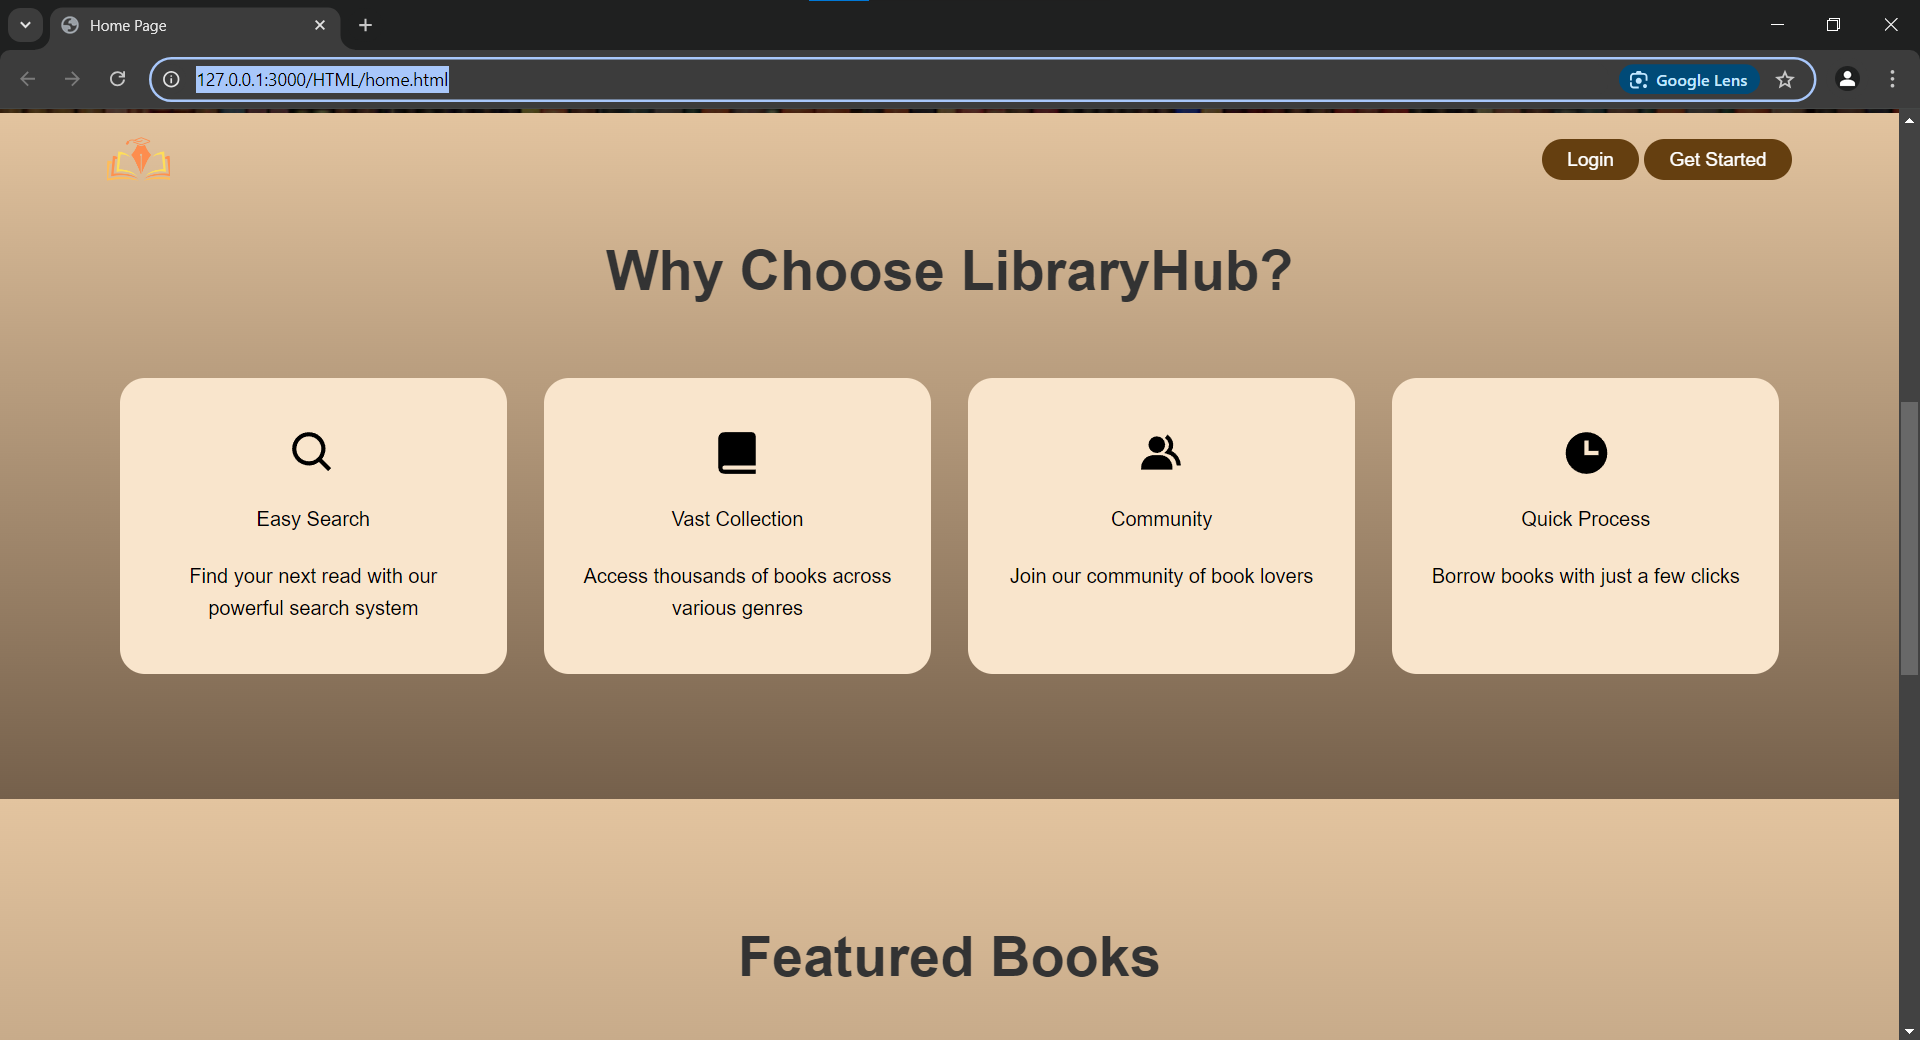 Home Page
127.0.0.1:3000/HTML/home.html
Google Lens
Login
Get Started
Why Choose LibraryHub?
Easy Search
Find your next read with our
powerful search system
Vast Collection
Access thousands of books across
various genres
Community
Join our community of book lovers
Quick Process
Borrow books with just a few clicks
Featured Books